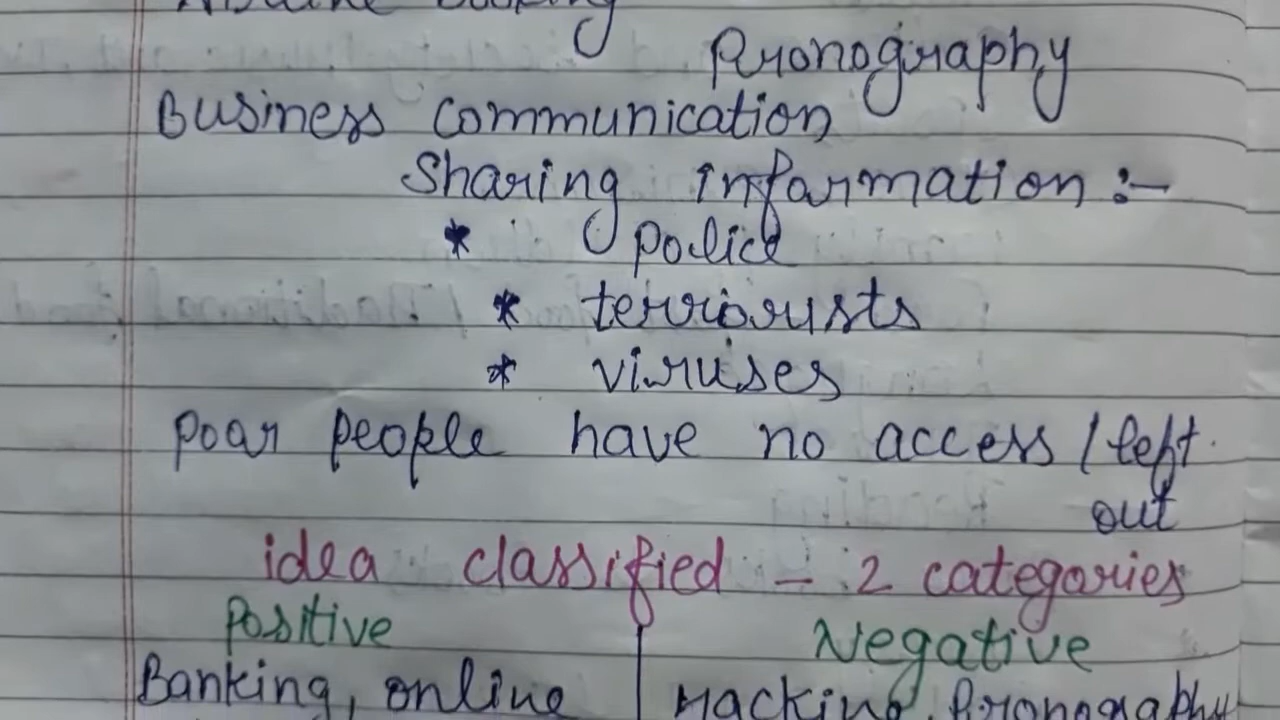 Pronography
Business communication
Sharing information :-
* police
* terriorists
* viruses
poor people have no access / left
out
idea classified - 2 categories
Positive
Negative
Banking, online
Hacking, Pronography